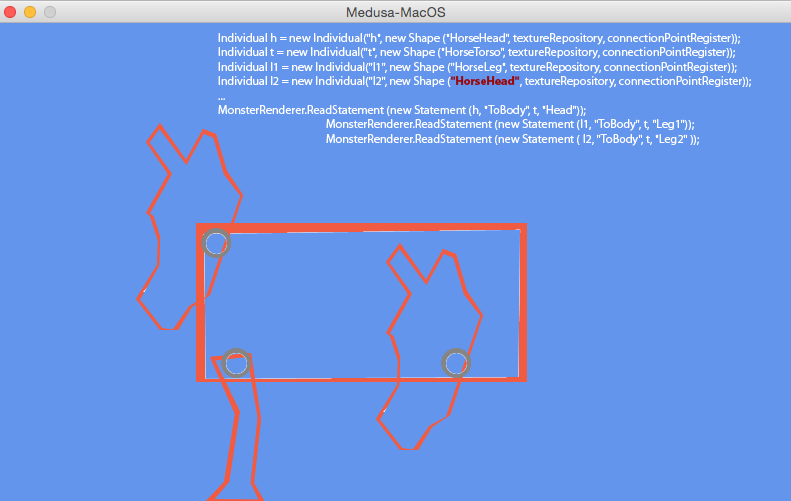 Medusa-MacOS
Individual h = new Individual("h", new Shape ("HorseHead", textureRepository, connectionPointRegister));
Individual t = new Individual("t", new Shape ("HorseTorso", textureRepository, connectionPointRegister));
Individual l1 = new Individual("l1", new Shape ("HorseLeg", textureRepository, connectionPointRegister));
Individual l2 = new Individual("l2", new Shape ("HorseHead", textureRepository, connectionPointRegister));
...
MonsterRenderer.ReadStatement (new Statement (h, "ToBody", t, "Head"));
MonsterRenderer.ReadStatement (new Statement (l1, "ToBody", t, "Leg1"));
MonsterRenderer.ReadStatement (new Statement ( l2, "ToBody", t, "Leg2" ));